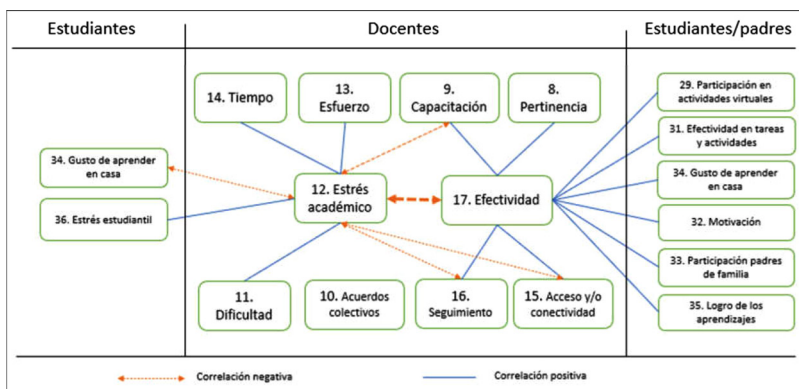 Estudiantes
Docentes
Estudiantes/padres
14. Tiempo
13.
Esfuerzo
9.
Capacitación
8.
Pertinencia
29. Participación en
actividades virtuales
31. Efectividad en tareas
y actividades
34. Gusto de aprender
en casa
34. Gusto de aprender
en casa
36. Estrés estudiantil
12. Estrés
académico
17. Efectividad
32. Motivación
33. Participación padres
de familia
35. Logro de los
aprendizajes
11.
Dificultad
10. Acuerdos
colectivos
16.
Seguimiento
15. Acceso y/o
conectividad
Correlación negativa
Correlación positiva